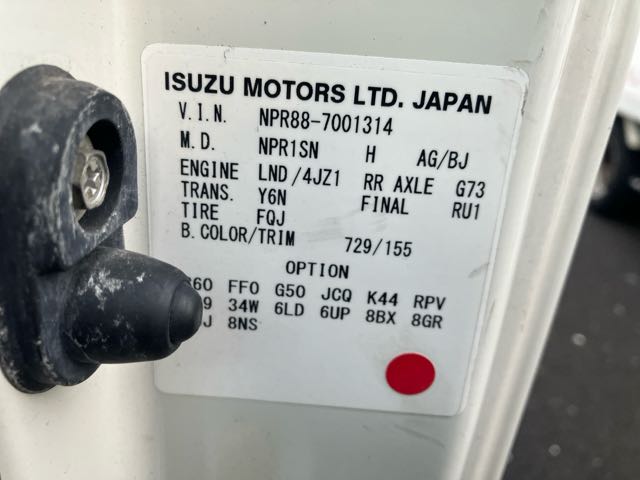 ISUZU MOTORS LTD. JAPAN
V.I.N. NPR88-7001314
M.D. NPR1SN H AG/BJ
ENGINE LND/4JZ1 RR AXLE G73
TRANS. Y6N FINAL RU1
TIRE FQJ
B.COLOR/TRIM 729/155
OPTION
FF0 G50 JCQ K44 RPV
34W 6LD 6UP 8BX 8GR
8NS